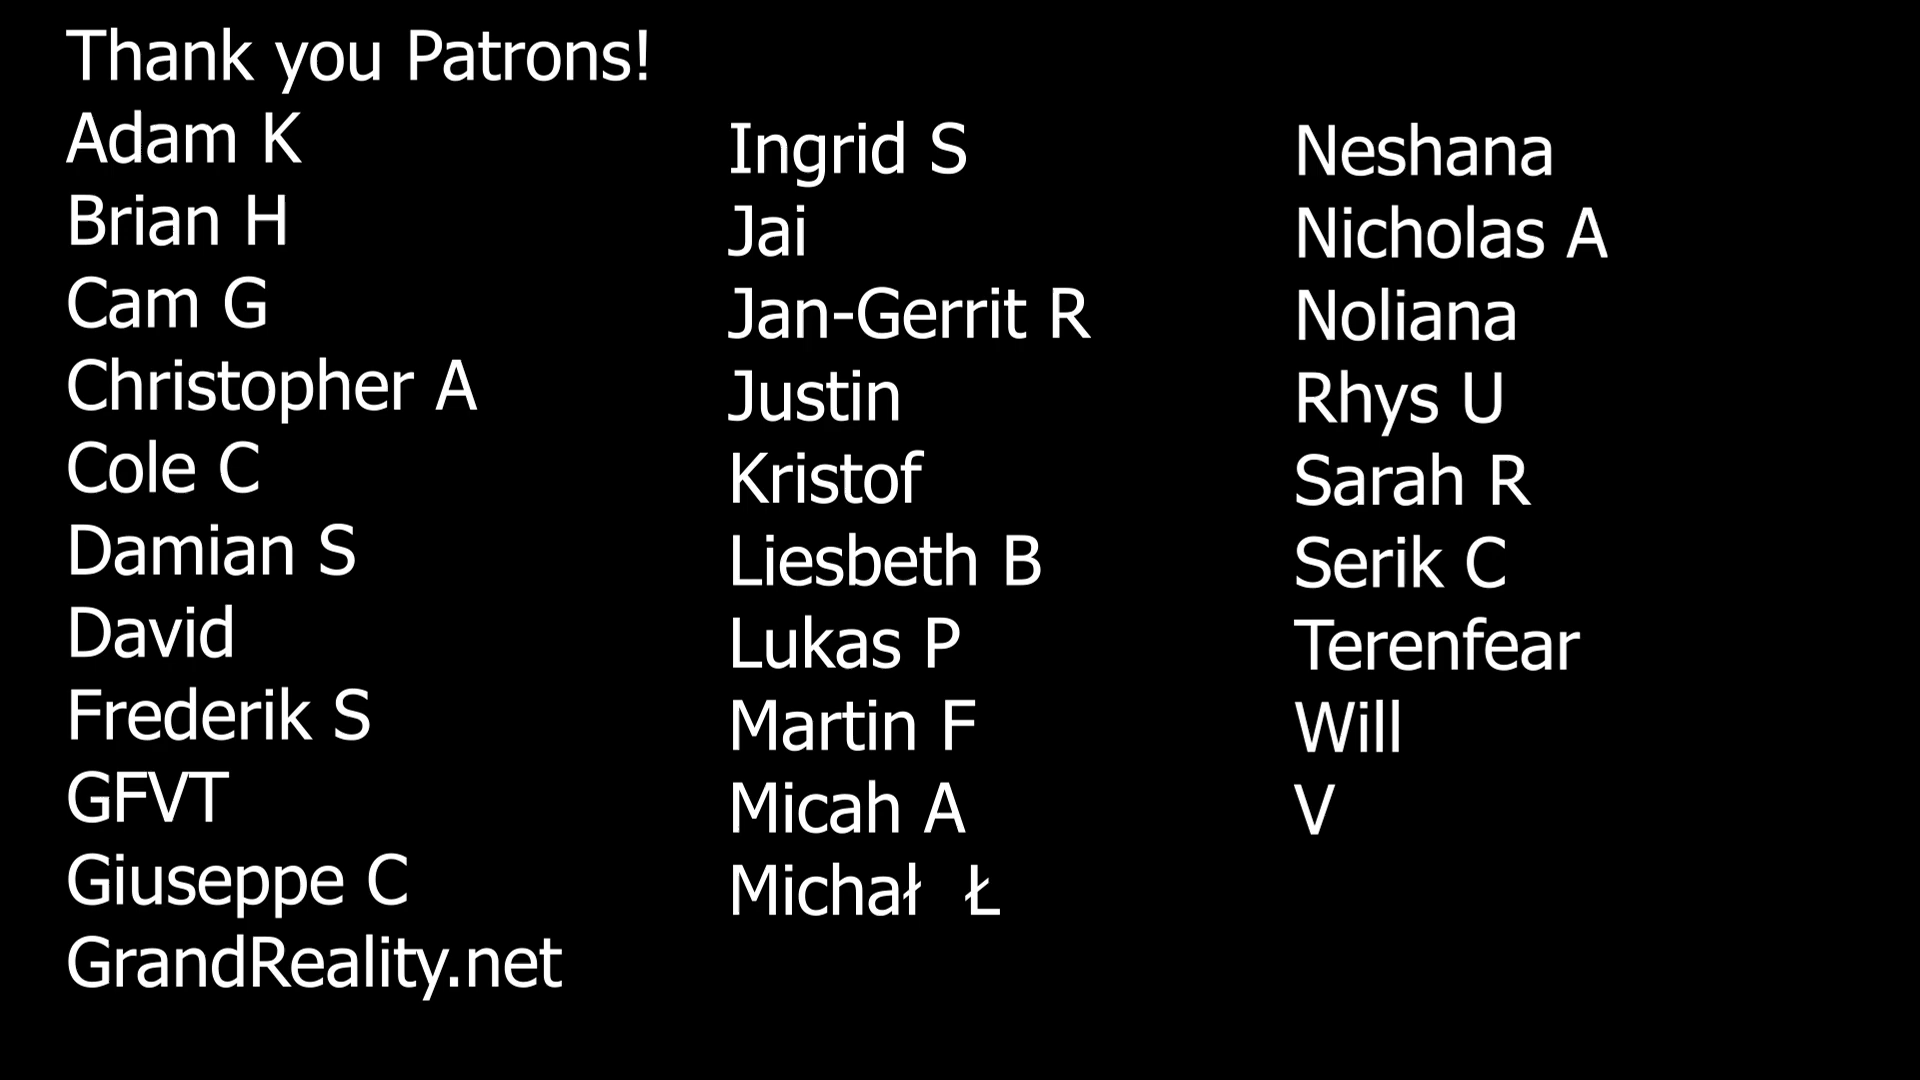 Thank you Patrons!
Adam K
Brian H
Cam G
Christopher A
Cole C
Damian S
David
Frederik S
GFVT
Giuseppe C
GrandReality.net
Ingrid S
Jai
Jan-Gerrit R
Justin
Kristof
Liesbeth B
Lukas P
Martin F
Micah A
Michał  Ł
Neshana
Nicholas A
Noliana
Rhys U
Sarah R
Serik C
Terenfear
Will
V